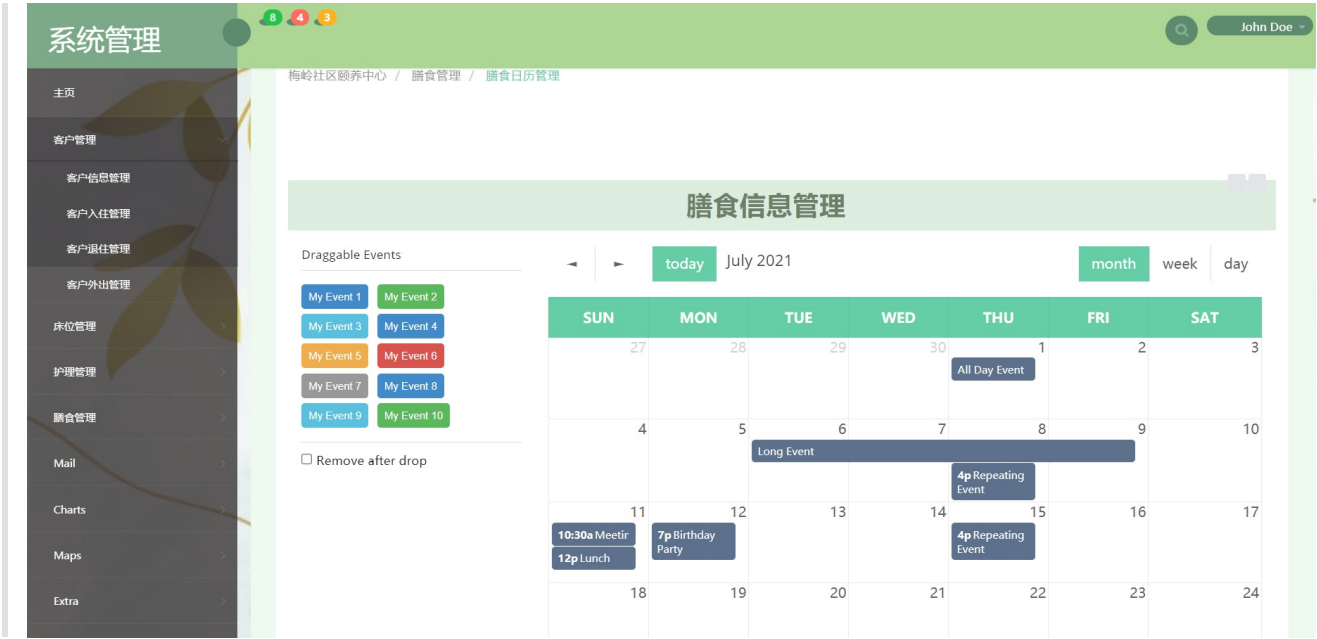 系统管理
8 4 3
John Doe
梅岭社区颐养中心 / 膳食管理 / 膳食日历管理
主页
客户管理
客户信息管理
客户入住管理
客户退住管理
客户外出管理
床位管理
护理管理
膳食管理
Mail
Charts
Maps
Extra
膳食信息管理
Draggable Events
My Event 1 My Event 2
My Event 3 My Event 4
My Event 5 My Event 6
My Event 7 My Event 8
My Event 9 My Event 10
Remove after drop
today July 2021 month week day
SUN MON TUE WED THU FRI SAT
27 28 29 30 1 2 3
All Day Event
4 5 6 7 8 9 10
Long Event
4p Repeating
Event
11 12 13 14 15 16 17
10:30a Meetir 7p Birthday 4p Repeating
12p Lunch Party Event
18 19 20 21 22 23 24